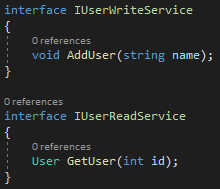 interface IUserWriteService
{
0 references
void AddUser(string name);
}
0 references
interface IUserReadService
{
0 references
User GetUser(int id);
}